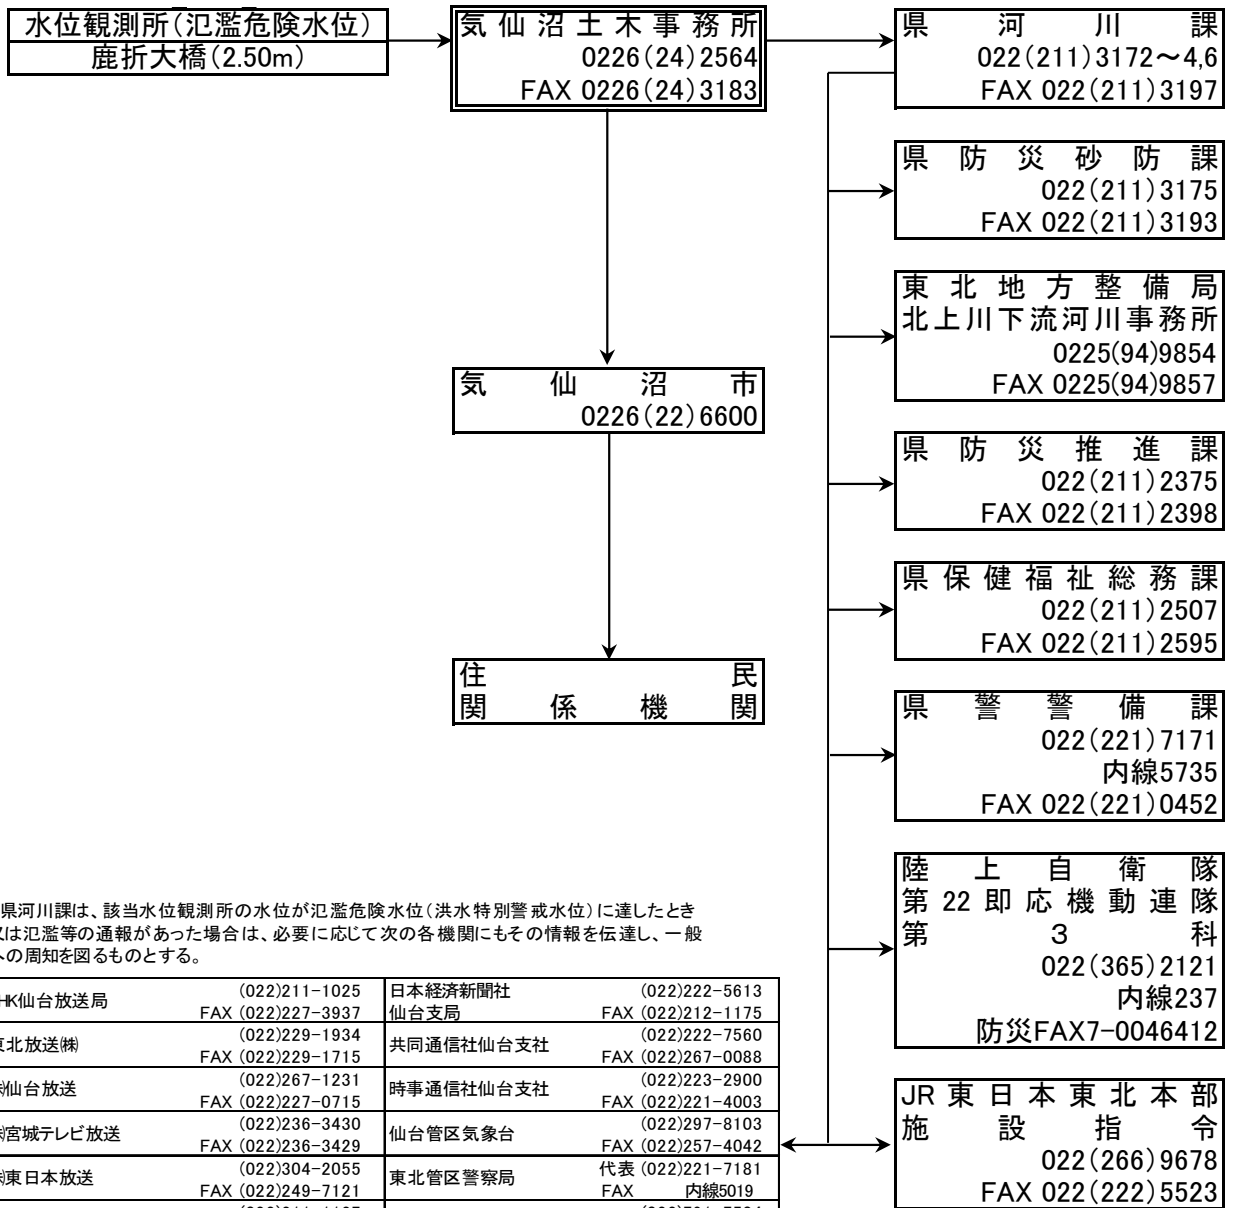 水位観測所(氾濫危険水位)
鹿折大橋(2.50m)
気仙沼土木事務所
0226(24)2564
FAX 0226(24)3183
気仙沼市
0226(22)6600
住民
関係機関
県河川課
022(211)3172〜4,6
FAX 022(211)3197
県防災砂防課
022(211)3175
FAX 022(211)3193
東北地方整備局
北上川下流河川事務所
0225(94)9854
FAX 0225(94)9857
県防災推進課
022(211)2375
FAX 022(211)2398
県保健福祉総務課
022(211)2507
FAX 022(211)2595
県警警備課
022(221)7171
内線5735
FAX 022(221)0452
陸上自衛隊
第22即応機動連隊
第3科
022(365)2121
内線237
防災FAX7-0046412
JR東日本東北本部
施設指令
022(266)9678
FAX 022(222)5523
県河川課は、該当水位観測所の水位が氾濫危険水位(洪水特別警戒水位)に達したとき
又は氾濫等の通報があった場合は、必要に応じて次の各機関にもその情報を伝達し、一般
への周知を図るものとする。
HK仙台放送局 (022)211-1025
FAX (022)227-3937
日本経済新聞社 (022)222-5613
仙台支局 FAX (022)212-1175
東北放送㈱ (022)229-1934
FAX (022)229-1715
共同通信社仙台支社 (022)222-7560
FAX (022)267-0088
仙台放送 (022)267-1231
FAX (022)227-0715
時事通信社仙台支社 (022)223-2900
FAX (022)221-4003
宮城テレビ放送 (022)236-3430
FAX (022)236-3429
仙台管区気象台 (022)297-8103
FAX (022)257-4042
東日本放送 (022)304-2055
FAX (022)249-7121
東北管区警察局 代表 (022)221-7181
FAX 内線5019